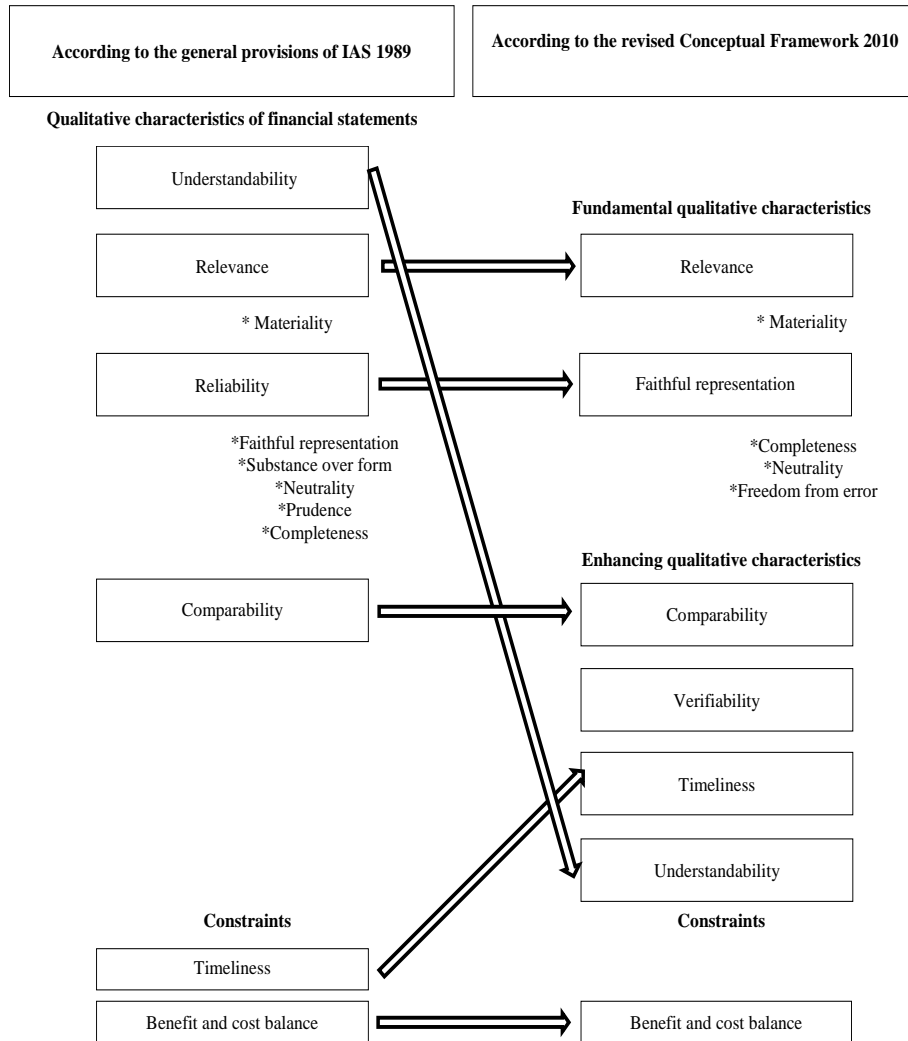 According to the general provisions of IAS 1989
According to the revised Conceptual Framework 2010
Qualitative characteristics of financial statements
Understandability
Fundamental qualitative characteristics
Relevance
Relevance
* Materiality
* Materiality
Reliability
Faithful representation
*Faithful representation
*Substance over form
*Neutrality
*Prudence
*Completeness
*Completeness
*Neutrality
*Freedom from error
Enhancing qualitative characteristics
Comparability
Comparability
Verifiability
Timeliness
Understandability
Constraints
Constraints
Timeliness
Benefit and cost balance
Benefit and cost balance